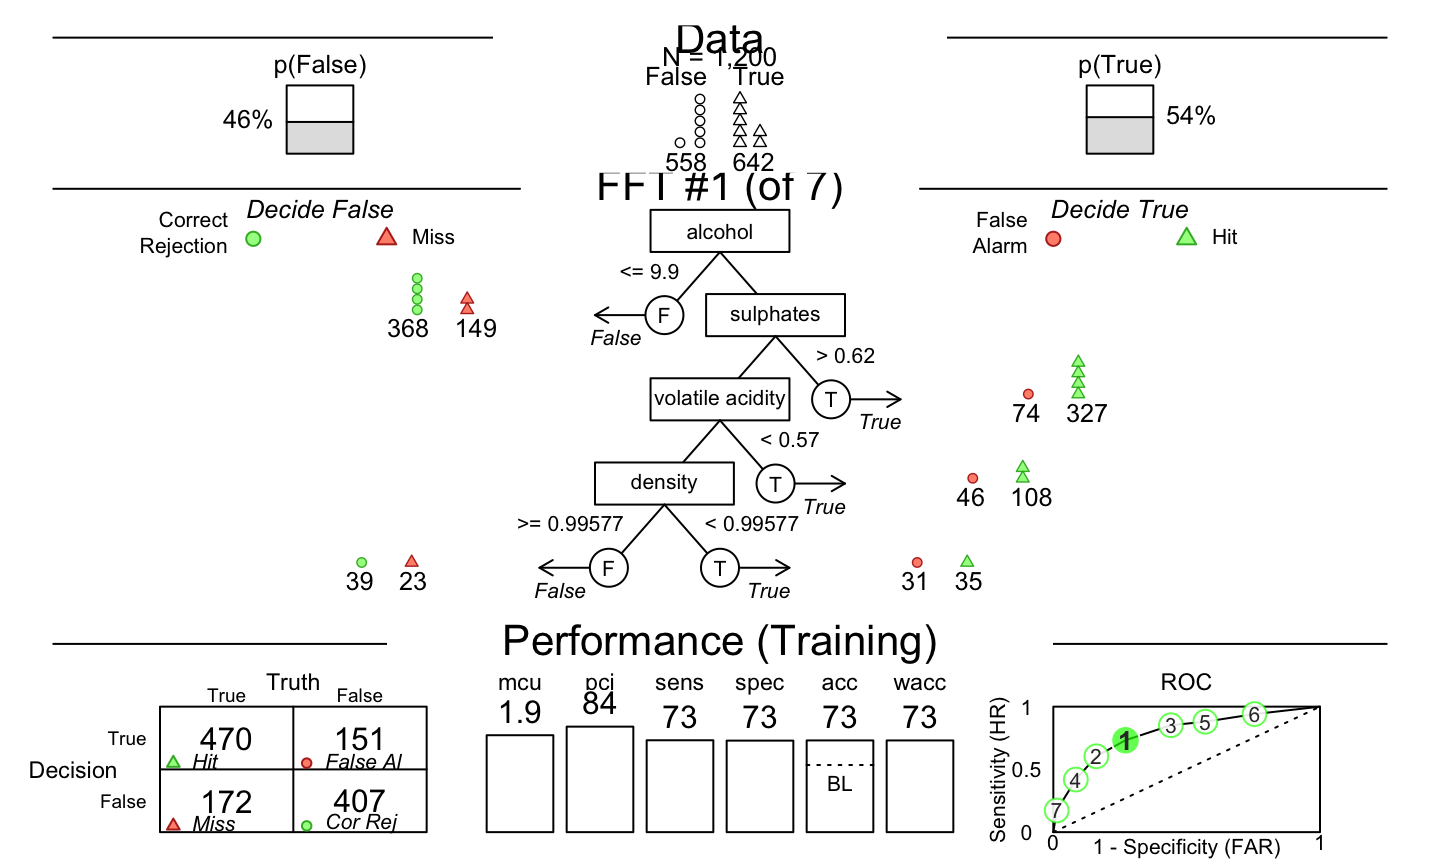 Data
N = 1,200
p(False)
False True
p(True)
46%
54%
558 642
FFT #1 (of 7)
Decide False
Correct
Rejection
Miss
Decide True
False
Alarm
Hit
alcohol
<= 9.9
F
False
368 149
sulphates
> 0.62
T
True
74 327
volatile acidity
< 0.57
T
True
46 108
density
>= 0.99577 < 0.99577
F T
False True
39 23
31 35
Performance (Training)
Truth
True False
Decision
True
False
470 151
Hit False Al
172 407
Miss Cor Rej
mcu pci sens spec acc wacc
1.9 84 73 73 73 73
BL
ROC
Sensitivity (HR)
1
0.5
0
7 4 2 1 3 5 6
0 1
1 - Specificity (FAR)